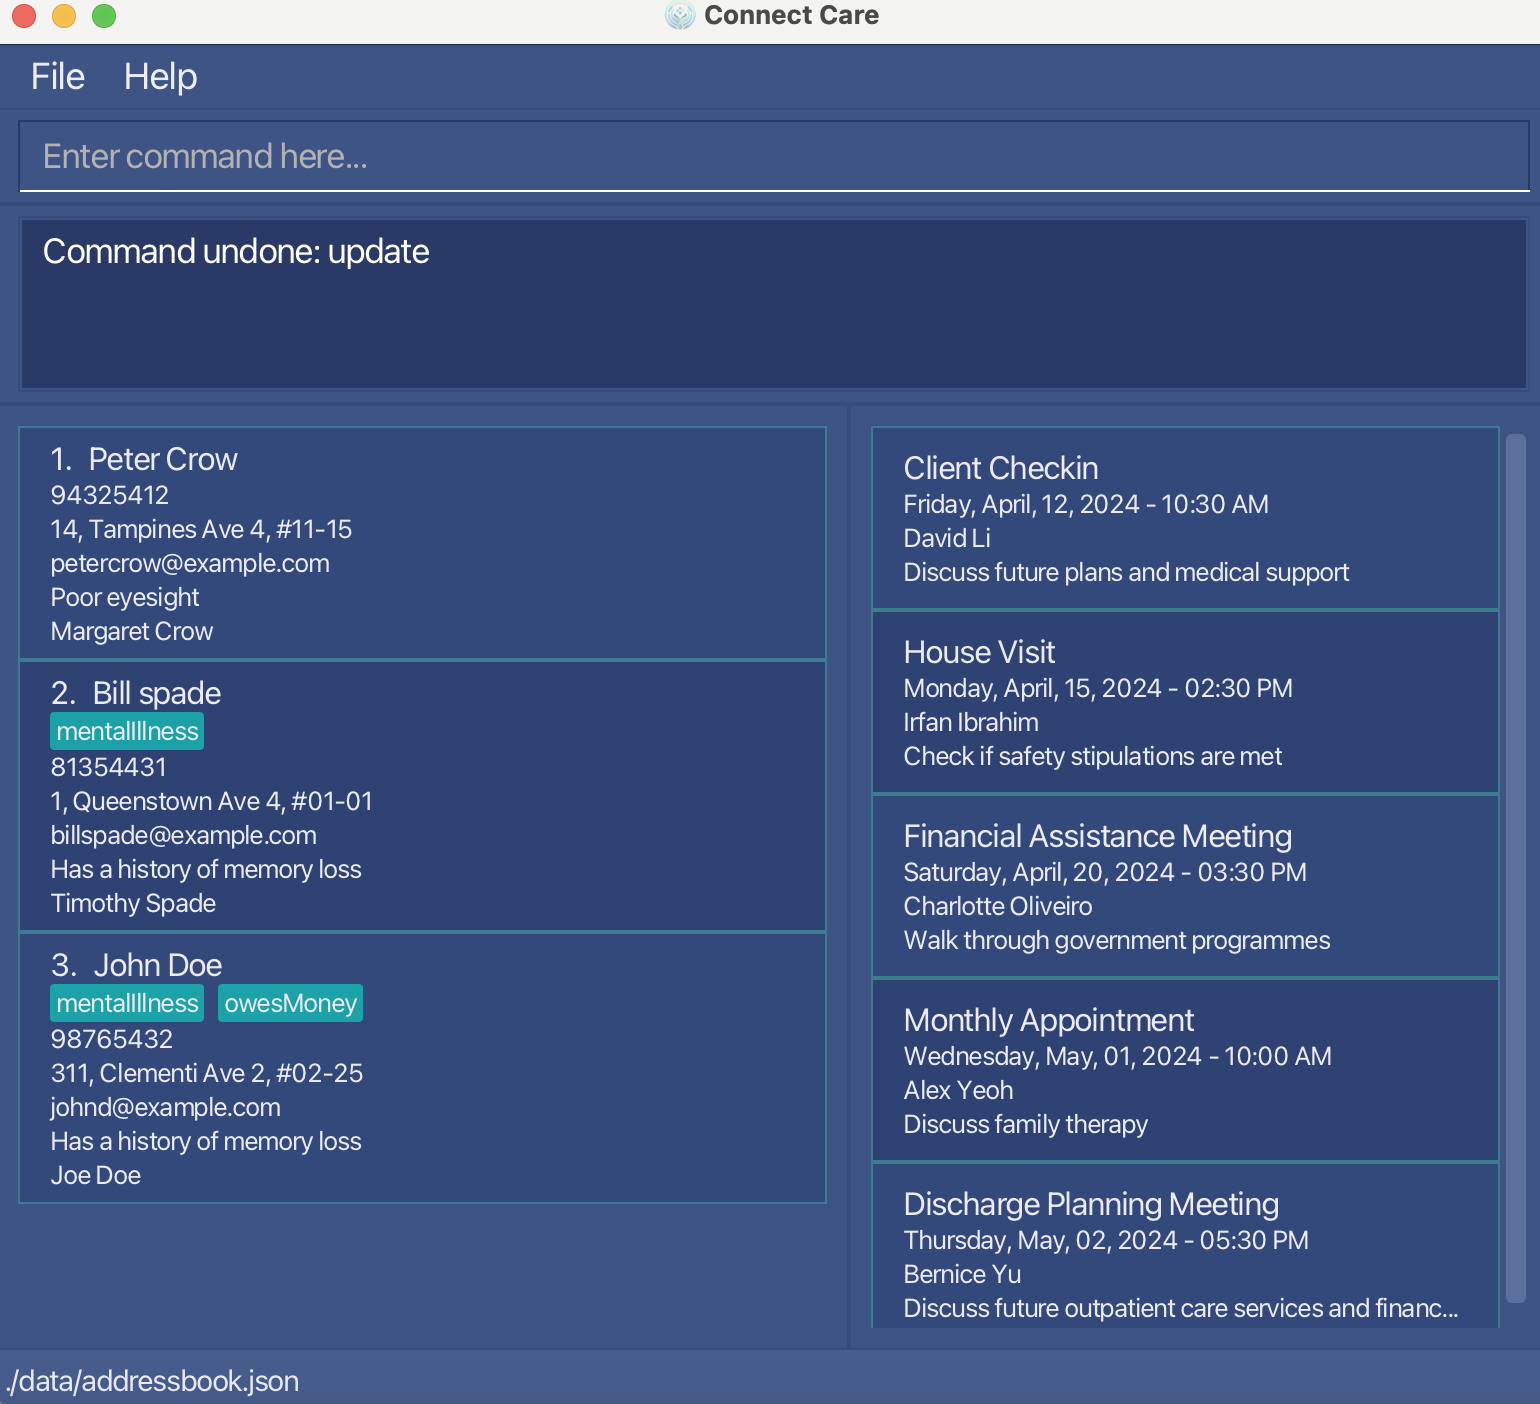 Connect Care
File Help
Enter command here...
Command undone: update
1. Peter Crow
94325412
14, Tampines Ave 4, #11-15
petercrow@example.com
Poor eyesight
Margaret Crow
2. Bill spade
mentalIllness
81354431
1, Queenstown Ave 4, #01-01
billspade@example.com
Has a history of memory loss
Timothy Spade
3. John Doe
mentalIllness owesMoney
98765432
311, Clementi Ave 2, #02-25
johnd@example.com
Has a history of memory loss
Joe Doe
Client Checkin
Friday, April, 12, 2024 - 10:30 AM
David Li
Discuss future plans and medical support
House Visit
Monday, April, 15, 2024 - 02:30 PM
Irfan Ibrahim
Check if safety stipulations are met
Financial Assistance Meeting
Saturday, April, 20, 2024 - 03:30 PM
Charlotte Oliveiro
Walk through government programmes
Monthly Appointment
Wednesday, May, 01, 2024 - 10:00 AM
Alex Yeoh
Discuss family therapy
Discharge Planning Meeting
Thursday, May, 02, 2024 - 05:30 PM
Bernice Yu
Discuss future outpatient care services and financ...
./data/addressbook.json